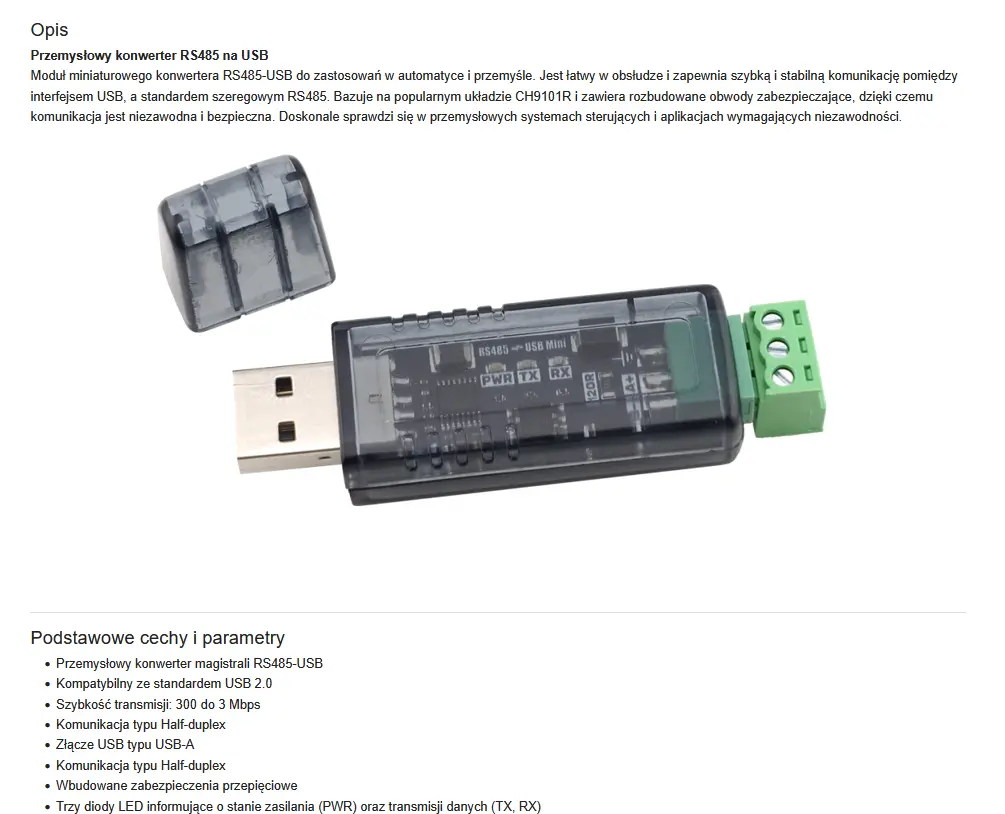 Opis
Przemysłowy konwerter RS485 na USB
Moduł miniaturowego konwertera RS485-USB do zastosowań w automatyce i przemyśle. Jest łatwy w obsłudze i zapewnia szybką i stabilną komunikację pomiędzy
interfejsem USB, a standardem szeregowym RS485. Bazuje na popularnym układzie CH9101R i zawiera rozbudowane obwody zabezpieczające, dzięki czemu
komunikacja jest niezawodna i bezpieczna. Doskonale sprawdzi się w przemysłowych systemach sterujących i aplikacjach wymagających niezawodności.
RS485 USB Mini
PWR TX RX
120R
A+
Podstawowe cechy i parametry
• Przemysłowy konwerter magistrali RS485-USB
• Kompatybilny ze standardem USB 2.0
• Szybkość transmisji: 300 do 3 Mbps
• Komunikacja typu Half-duplex
• Złącze USB typu USB-A
• Komunikacja typu Half-duplex
• Wbudowane zabezpieczenia przepięciowe
• Trzy diody LED informujące o stanie zasilania (PWR) oraz transmisji danych (TX, RX)